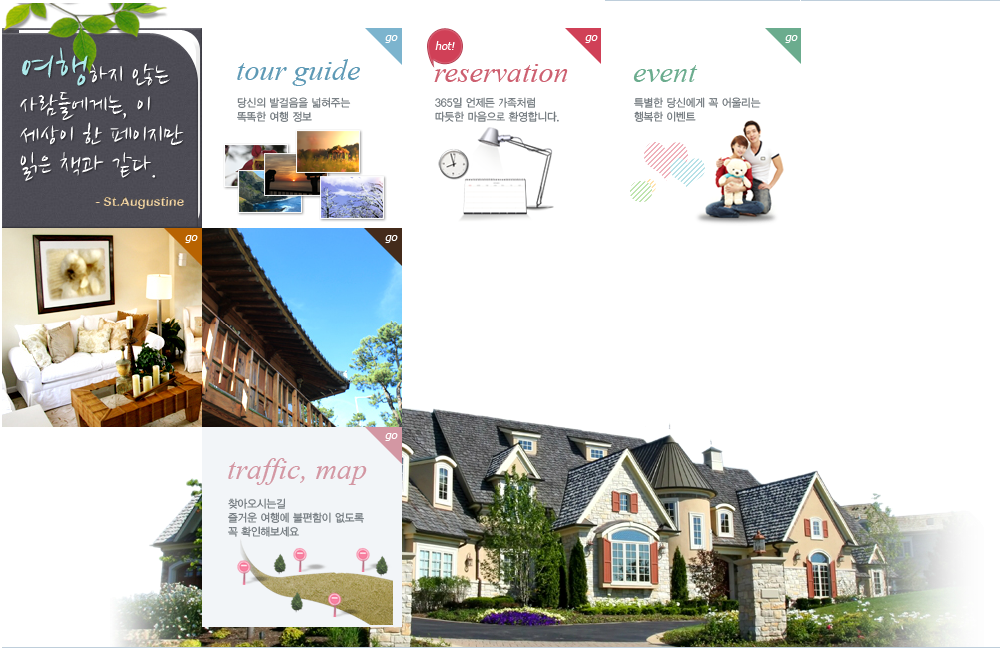 여행하지 않는
사람들에게는, 이
세상이 한 페이지만
읽은 책과 같다.
- St.Augustine
go
tour guide
당신의 발걸음을 넓혀주는
똑똑한 여행 정보
hot!
go
reservation
365일 언제든 가족처럼
따듯한 마음으로 환영합니다.
go
event
특별한 당신에게 꼭 어울리는
행복한 이벤트
go
go
go
traffic, map
찾아오시는길
즐거운 여행에 불편함이 없도록
꼭 확인해보세요